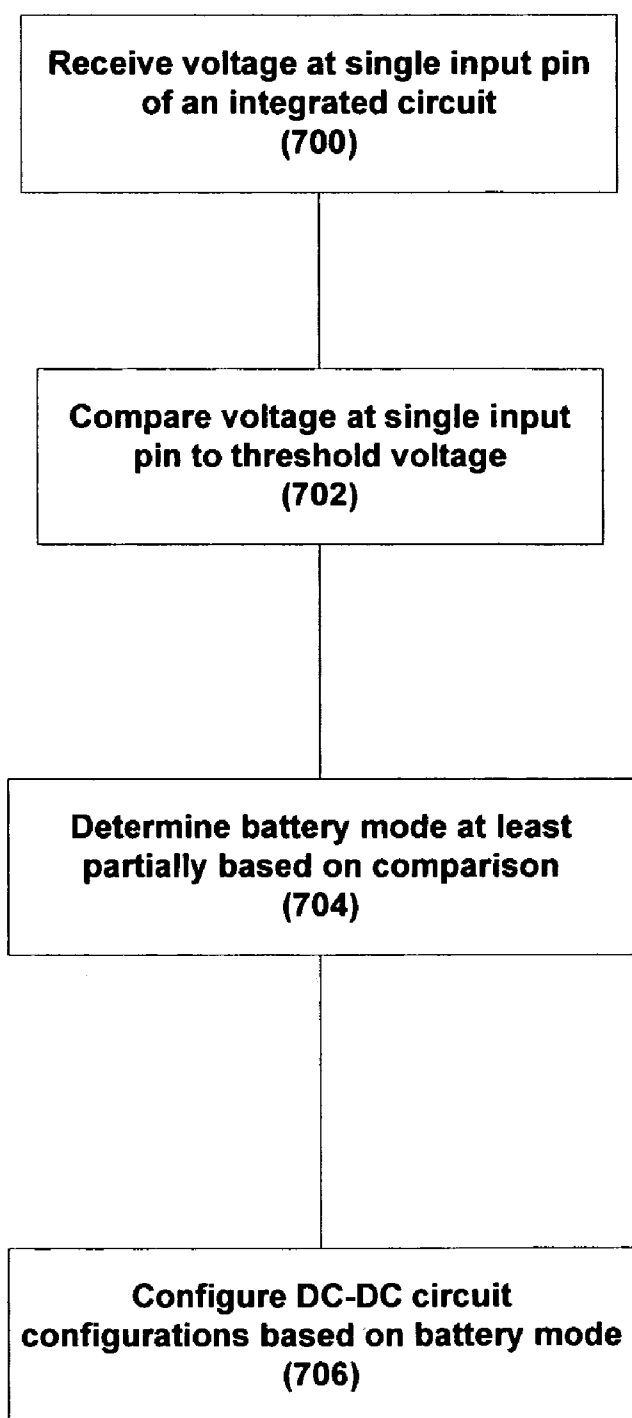 Receive voltage at single input pin
of an integrated circuit
(700)
Compare voltage at single input
pin to threshold voltage
(702)
Determine battery mode at least
partially based on comparison
(704)
Configure DC-DC circuit
configurations based on battery mode
(706)